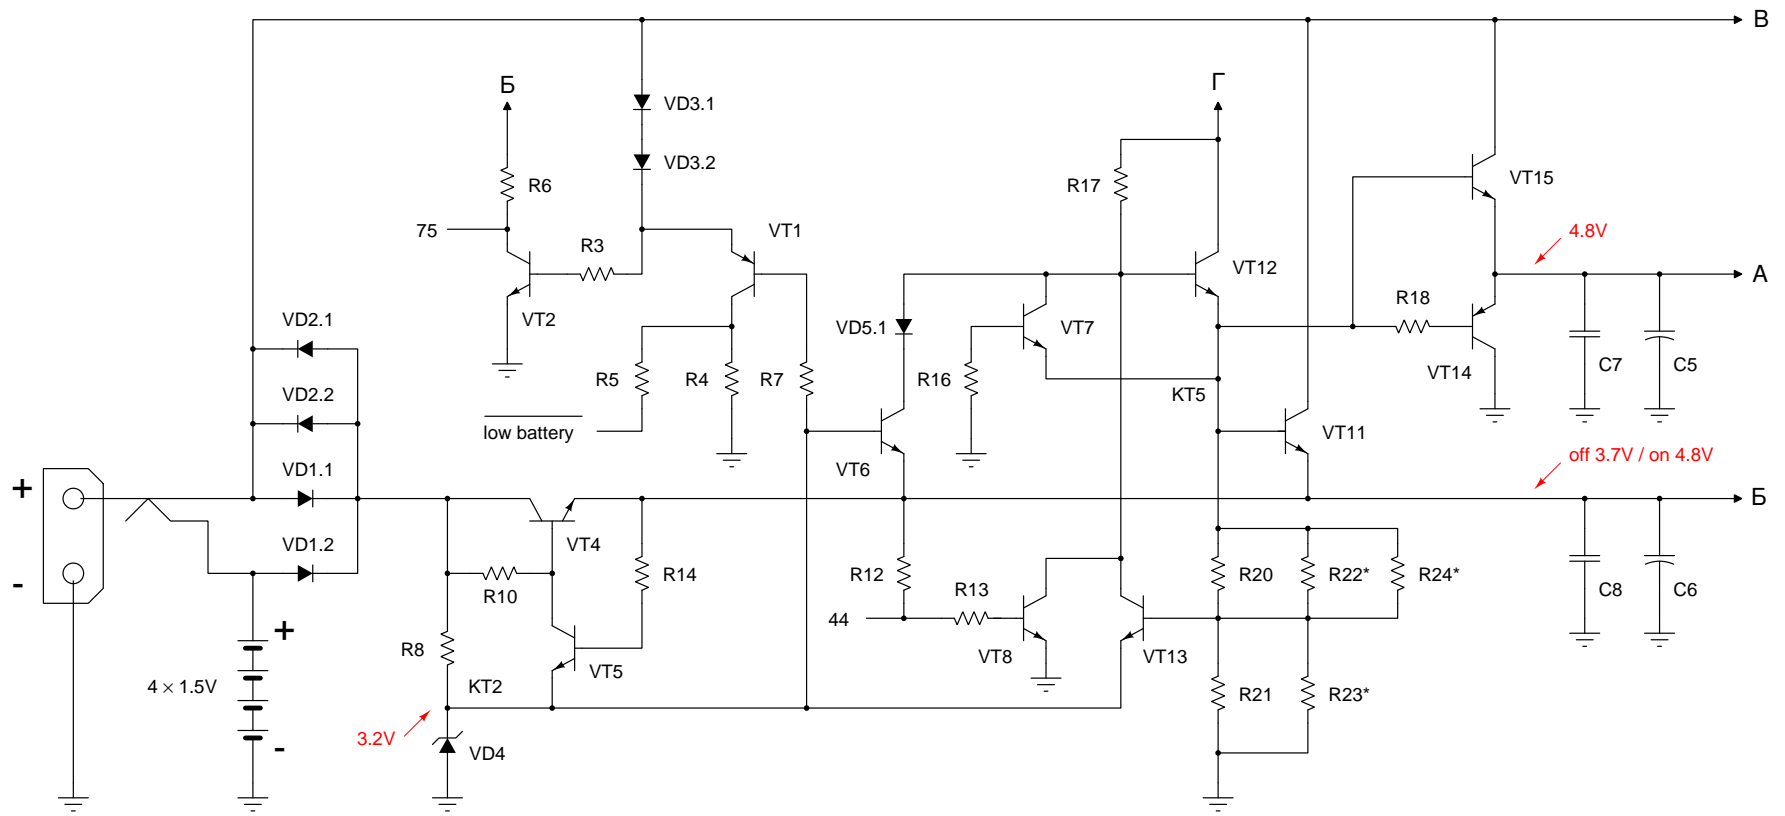 В
Б
VD3.1
Г
VD3.2
R6
R17
VT15
75
VT1
4.8V
R3
VT12
А
VT2
R18
VD2.1
VD5.1
VT7
R5
R4
R7
R16
KT5
VT14
C7
C5
VD2.2
low battery
VT11
VT6
off 3.7V / on 4.8V
+
VD1.1
Б
VD1.2
VT4
R14
R12
R13
R20
R22*
R24*
C8
C6
-
R10
44
+
R8
VT8
VT13
VT5
4 × 1.5V
KT2
R21
R23*
3.2V
-
VD4